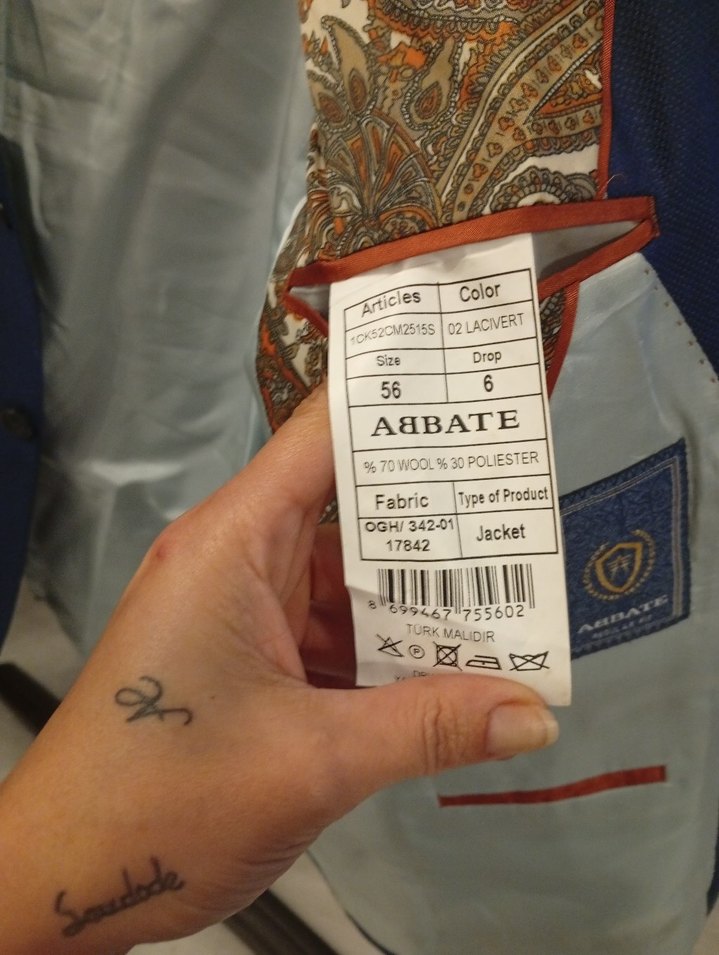 Articles Color
1CK52CM2515S 02 LACIVERT
Size Drop
56 6
ABBATE
% 70 WOOL % 30 POLIESTER
Fabric Type of Product
OGH/ 342-01
17842 Jacket
8 699467 755602
TÜRK MALIDIR
P
ABBATE
Saudade